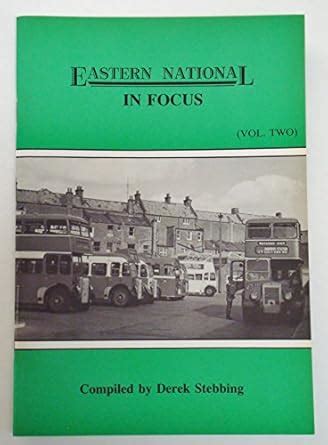 EASTERN NATIONAL
IN FOCUS
(VOL. TWO)
Compiled by Derek Stebbing